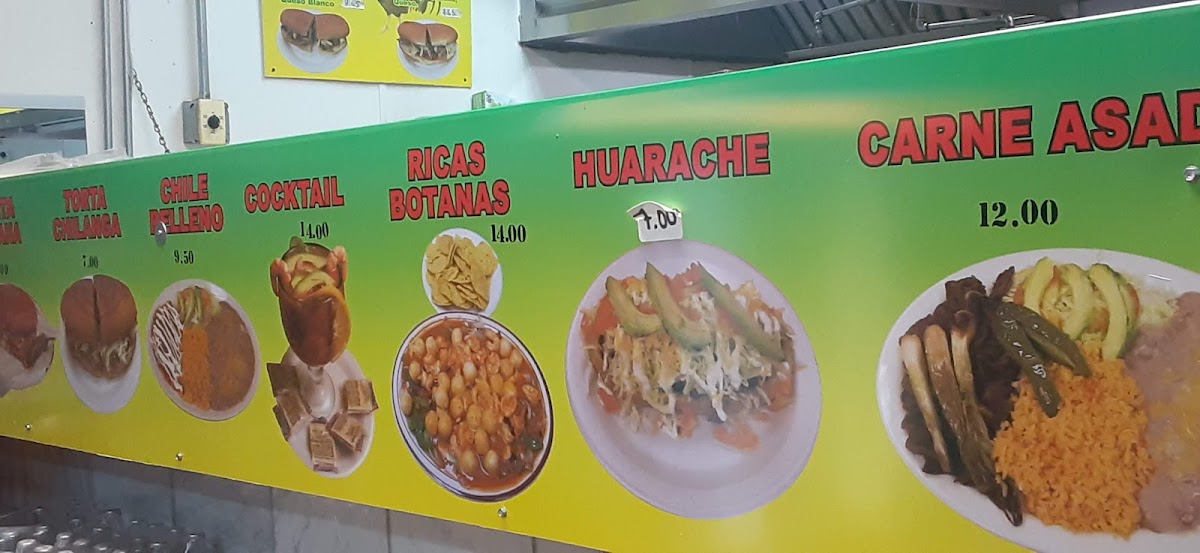 Queso Blanco
TORTA
CHILANGA
7.00
CHILE
RELLENO
9.50
COCKTAIL
14.00
RICAS
BOTANAS
14.00
HUARACHE
7.00
CARNE ASAD
12.00